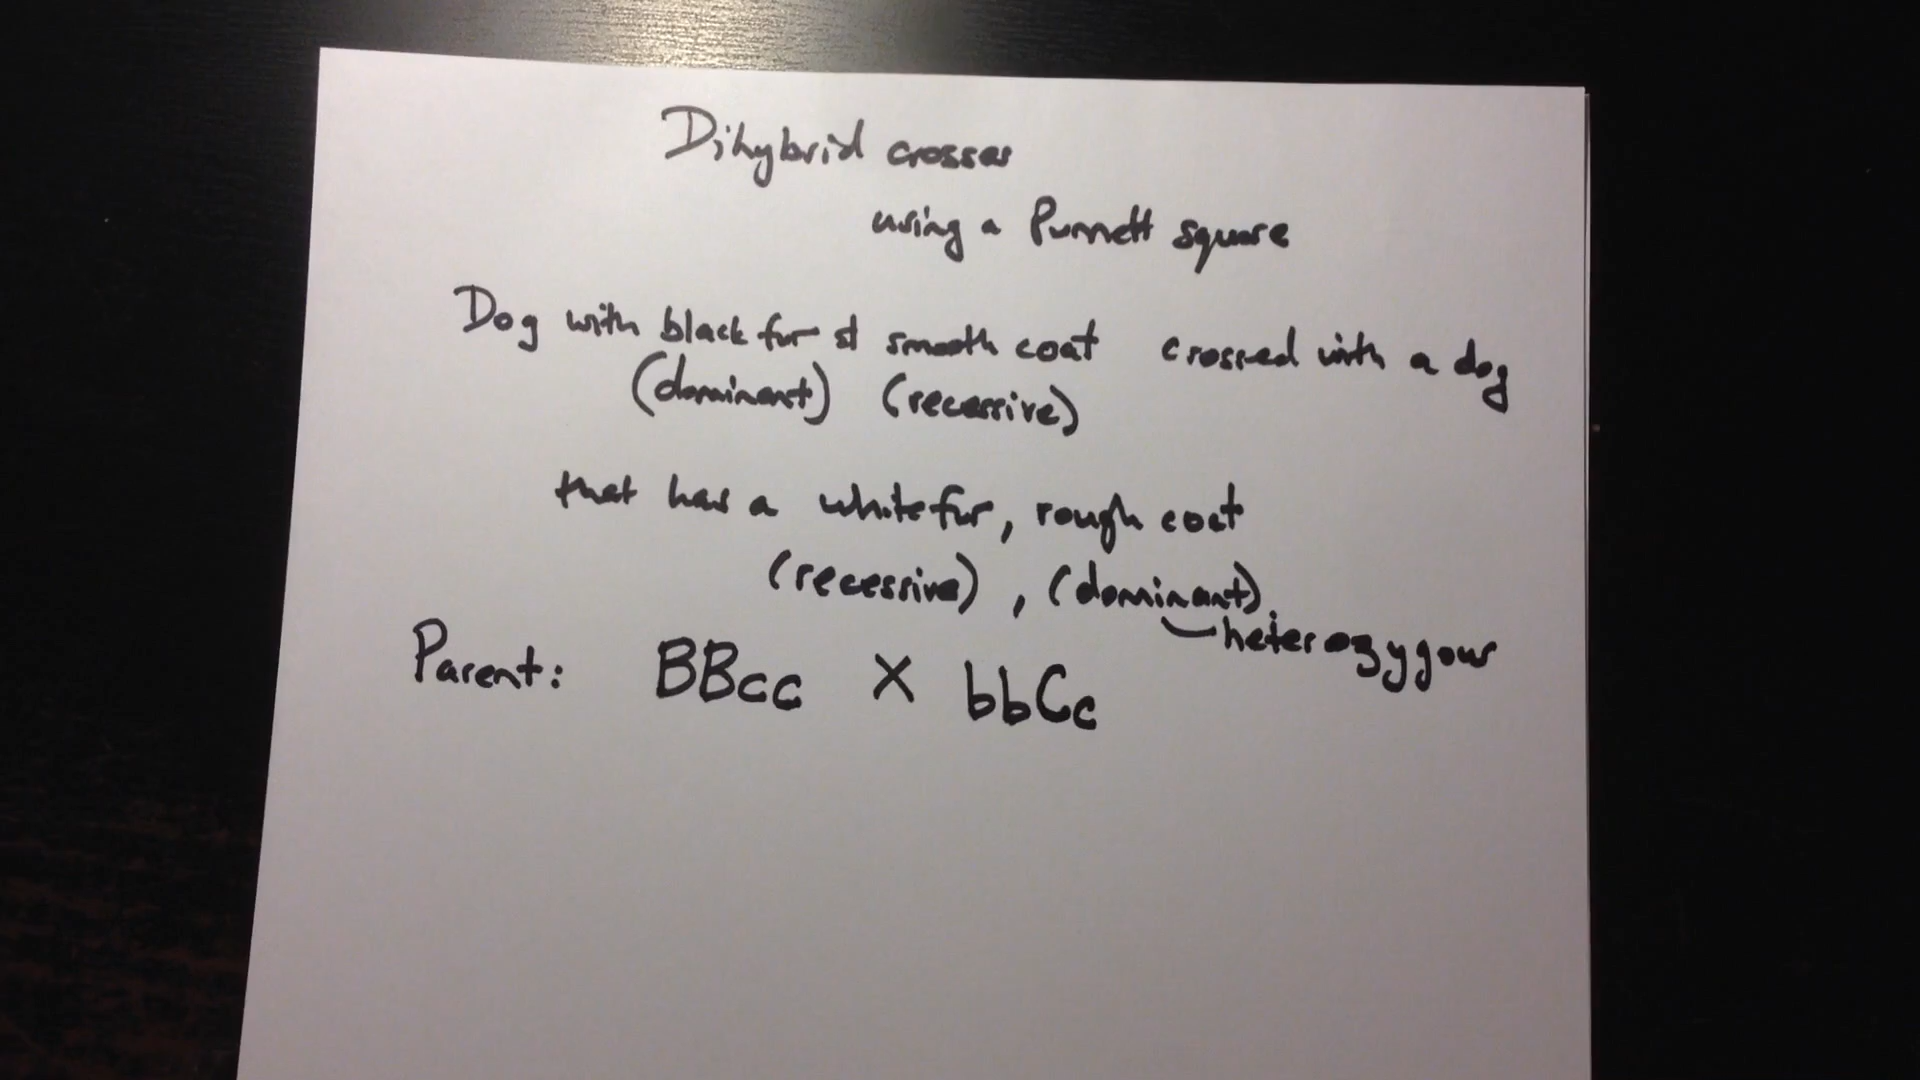 Dihybrid crosses
using a Punnett square
Dog with black fur & smooth coat crossed with a dog
(dominant) (recessive)
that has a white fur, rough coat
(recessive), (dominant).
heterozygous
Parent: BBcc X bbCc